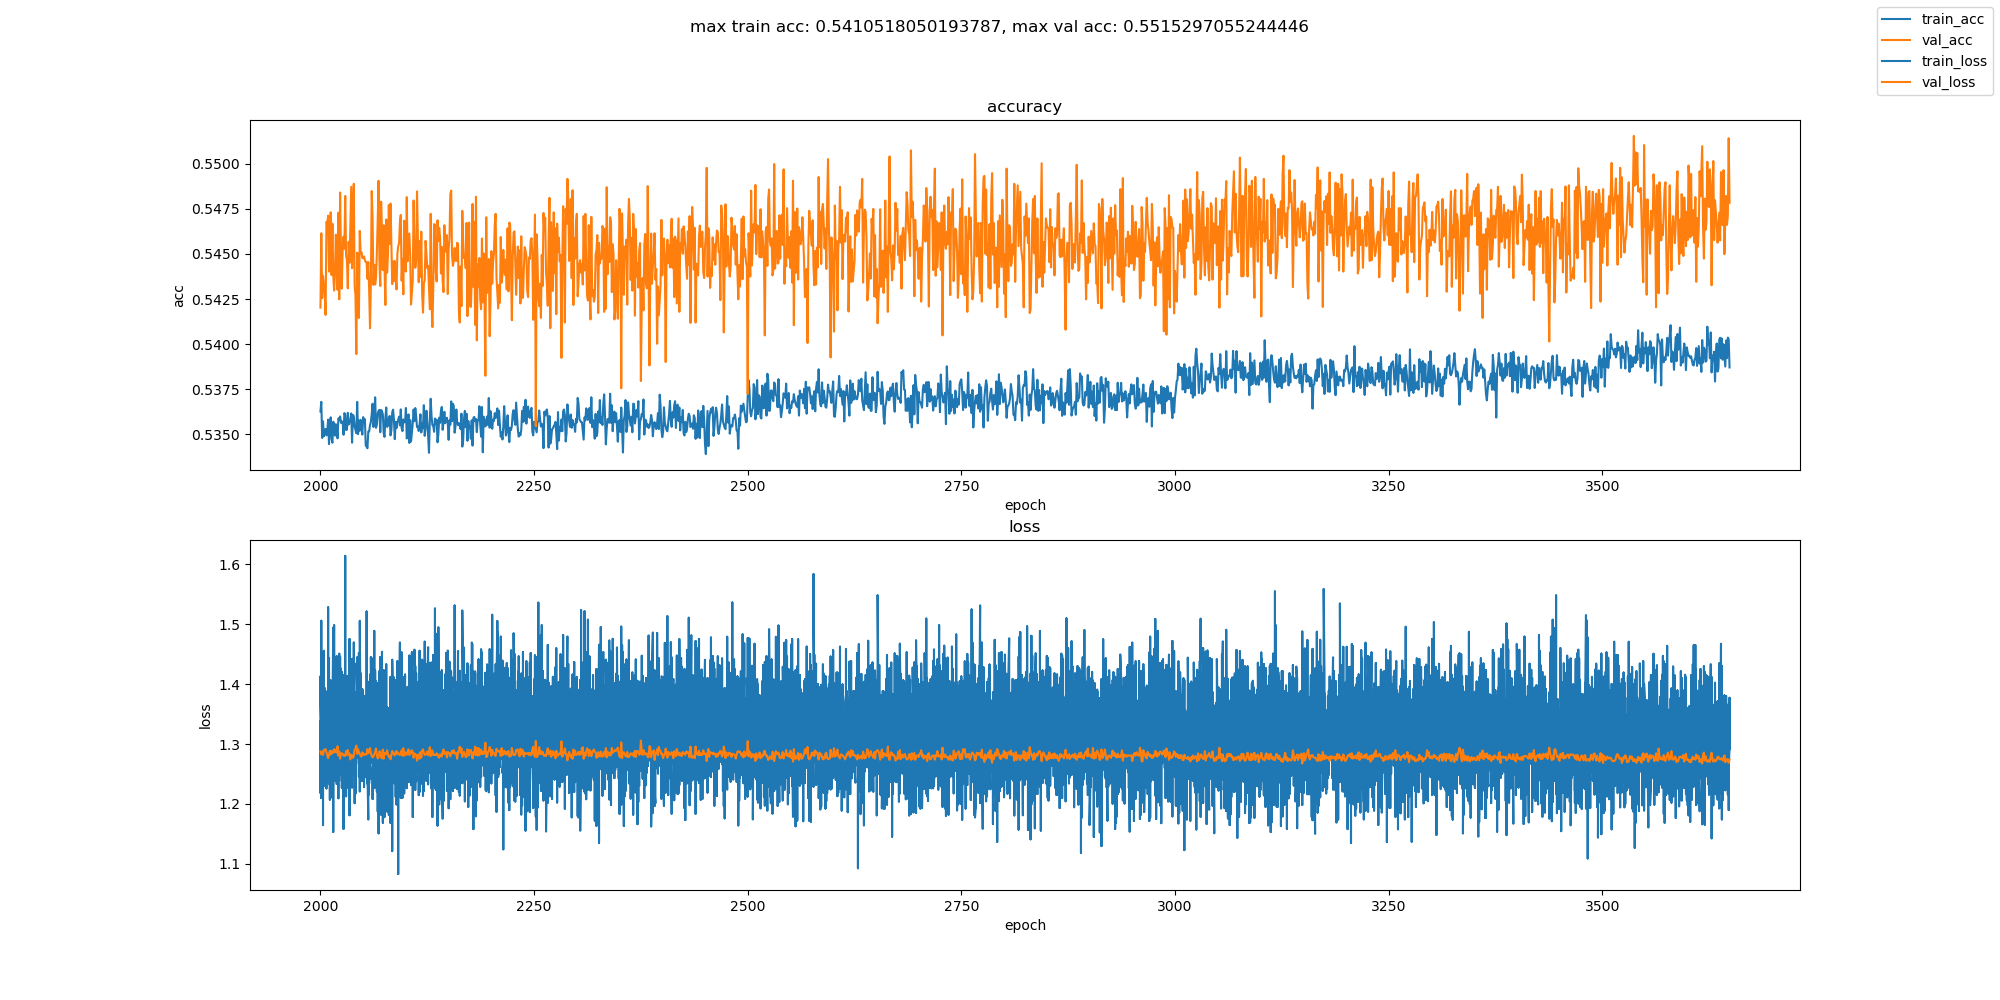 max train acc: 0.5410518050193787, max val acc: 0.5515297055244446
train_acc
val_acc
train_loss
val_loss
accuracy
0.5500
0.5475
0.5450
0.5425
0.5400
0.5375
0.5350
acc
2000 2250 2500 2750 3000 3250 3500
epoch
loss
1.6
1.5
1.4
1.3
1.2
1.1
loss
2000 2250 2500 2750 3000 3250 3500
epoch